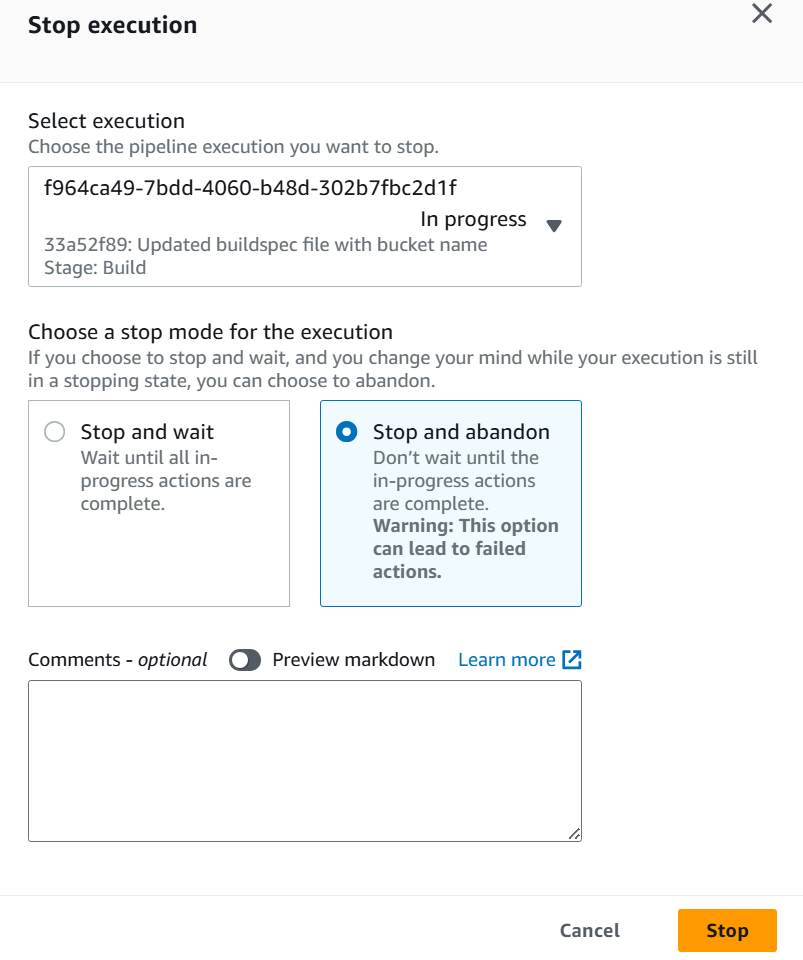 Stop execution
Select execution
Choose the pipeline execution you want to stop.
f964ca49-7bdd-4060-b48d-302b7fbc2d1f
In progress
33a52f89: Updated buildspec file with bucket name
Stage: Build
Choose a stop mode for the execution
If you choose to stop and wait, and you change your mind while your execution is still
in a stopping state, you can choose to abandon.
Stop and wait
Wait until all in-
progress actions are
complete.
Stop and abandon
Don’t wait until the
in-progress actions
are complete.
Warning: This option
can lead to failed
actions.
Comments - optional Preview markdown Learn more
Cancel Stop